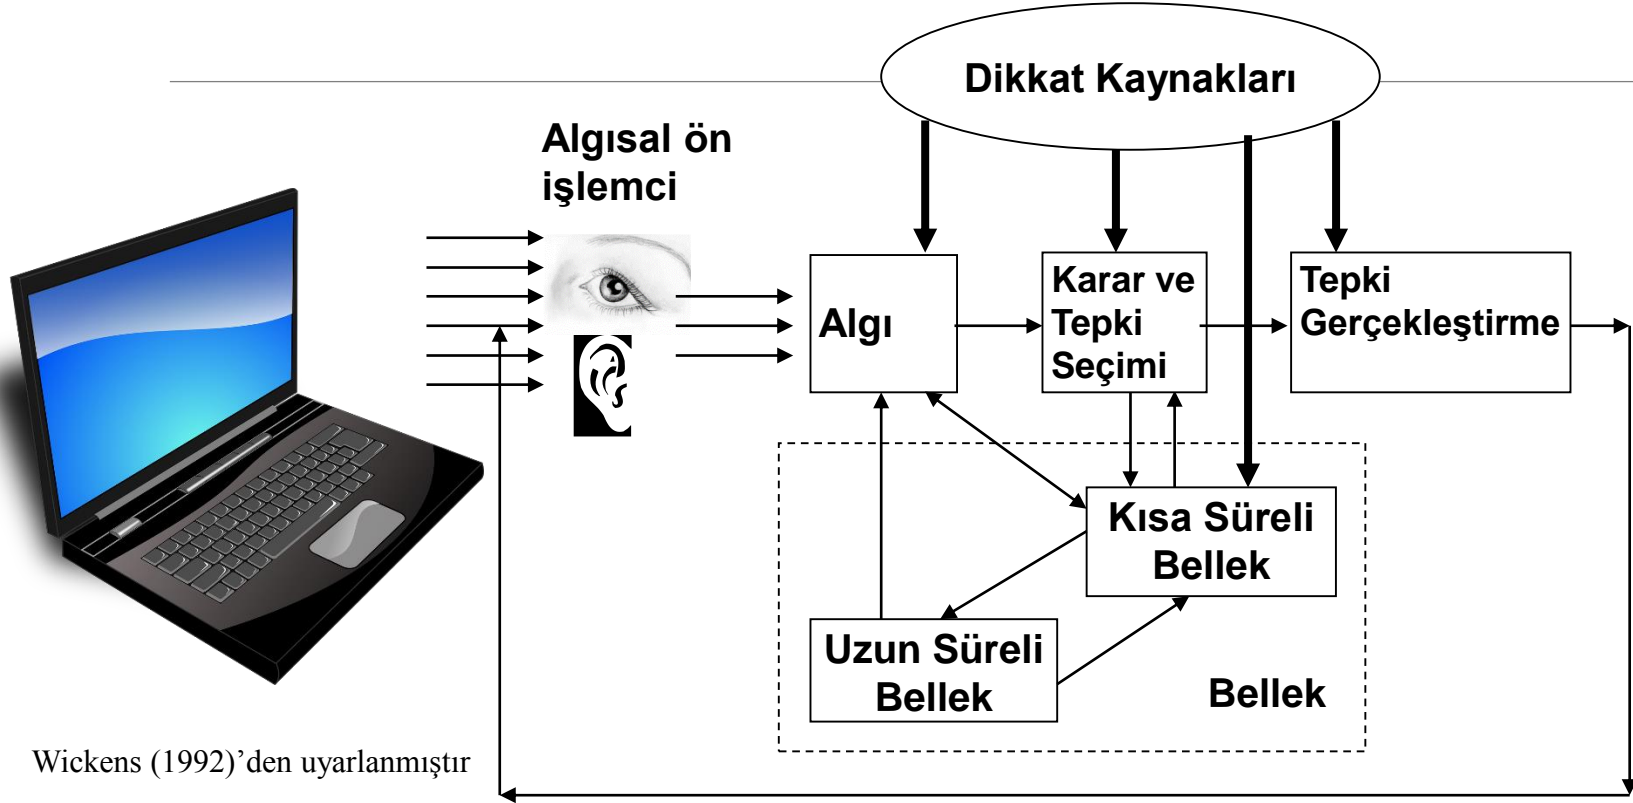 Dikkat Kaynakları
Algısal ön
işlemci
Algı
Karar ve
Tepki
Seçimi
Tepki
Gerçekleştirme
Kısa Süreli
Bellek
Uzun Süreli
Bellek
Bellek
Wickens (1992)’den uyarlanmıştır